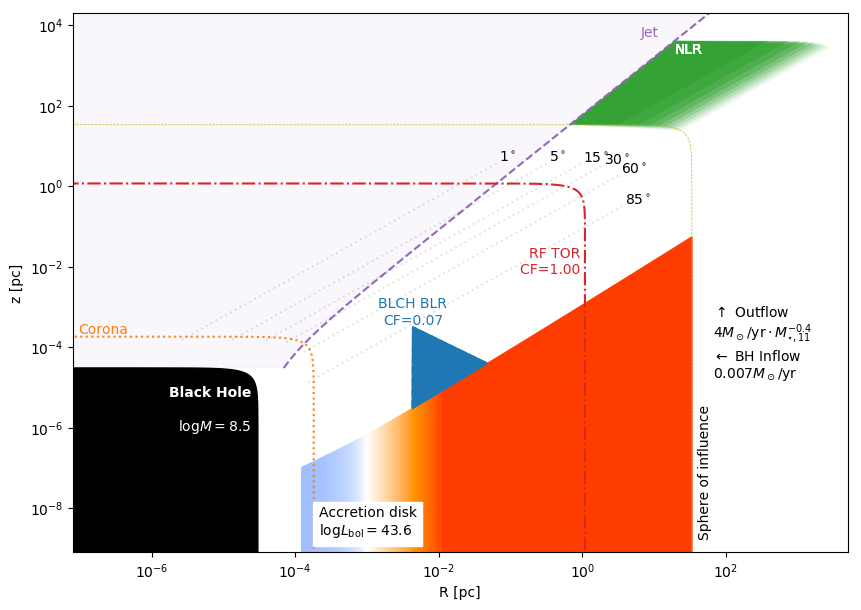 10^4
10^2
10^0
10^−2
10^−4
10^−6
10^−8
z [pc]
Jet
NLR
1°
5°
15°
30°
60°
85°
RF TOR
CF=1.00
BLCH BLR
CF=0.07
Corona
Black Hole
logM = 8.5
↑ Outflow
4M_⊙/yr · M_{⋆,11}^{−0.4}
← BH Inflow
0.007M_⊙/yr
Sphere of influence
Accretion disk
logL_bol = 43.6
10^−6
10^−4
10^−2
10^0
10^2
R [pc]